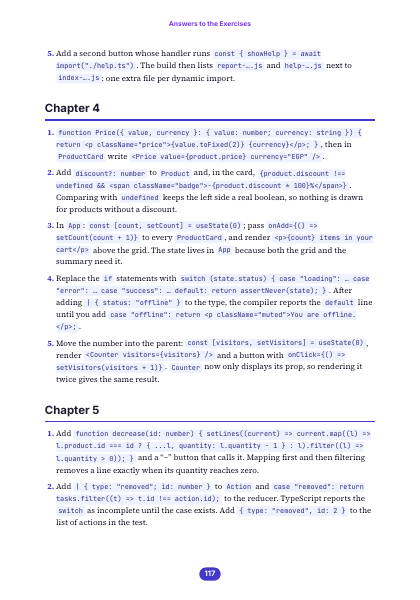 Answers to the Exercises
5. Add a second button whose handler runs const { showHelp } = await
import("./help.ts") . The build then lists report-….js and help-….js next to
index-….js : one extra file per dynamic import.
Chapter 4
1. function Price({ value, currency }: { value: number; currency: string }) {
return <p className="price">{value.toFixed(2)} {currency}</p>; } , then in
ProductCard write <Price value={product.price} currency="EGP" /> .
2. Add discount?: number to Product and, in the card, {product.discount !==
undefined && <span className="badge">-{product.discount * 100}%</span>} .
Comparing with undefined keeps the left side a real boolean, so nothing is drawn
for products without a discount.
3. In App : const [count, setCount] = useState(0) ; pass onAdd={() =>
setCount(count + 1)} to every ProductCard , and render <p>{count} items in your
cart</p> above the grid. The state lives in App because both the grid and the
summary need it.
4. Replace the if statements with switch (state.status) { case "loading": … case
"error": … case "success": … default: return assertNever(state); } . After
adding | { status: "offline" } to the type, the compiler reports the default line
until you add case "offline": return <p className="muted">You are offline.
</p>; .
5. Move the number into the parent: const [visitors, setVisitors] = useState(0) ,
render <Counter visitors={visitors} /> and a button with onClick={() =>
setVisitors(visitors + 1)} . Counter now only displays its prop, so rendering it
twice gives the same result.
Chapter 5
1. Add function decrease(id: number) { setLines((current) => current.map((l) =>
l.product.id === id ? { ...l, quantity: l.quantity - 1 } : l).filter((l) =>
l.quantity > 0)); } and a “−” button that calls it. Mapping first and then filtering
removes a line exactly when its quantity reaches zero.
2. Add | { type: "removed"; id: number } to Action and case "removed": return
tasks.filter((t) => t.id !== action.id); to the reducer. TypeScript reports the
switch as incomplete until the case exists. Add { type: "removed", id: 2 } to the
list of actions in the test.
117